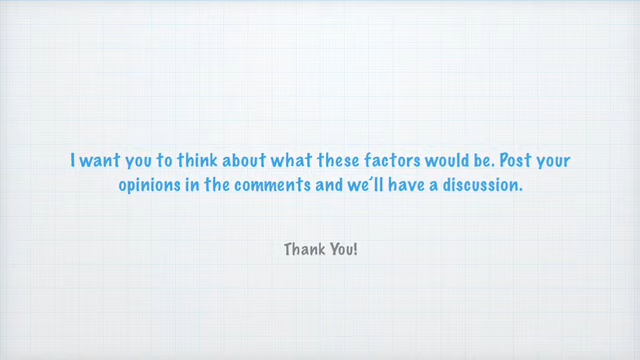 I want you to think about what these factors would be. Post your
opinions in the comments and we'll have a discussion.
Thank You!